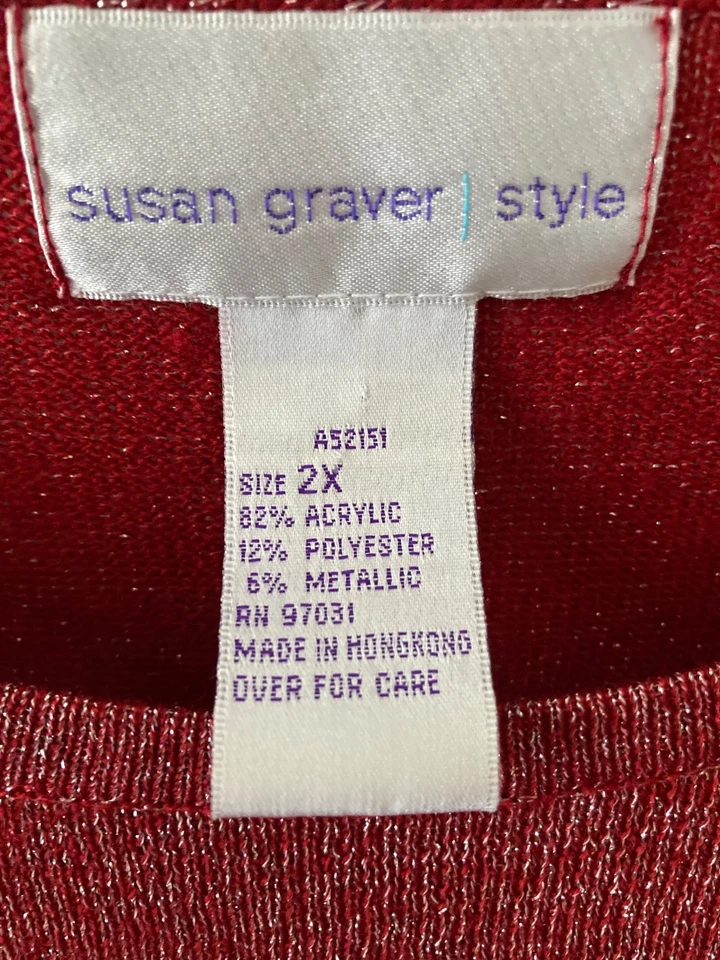 susan graver | style
A52151
SIZE 2X
82% ACRYLIC
12% POLYESTER
6% METALLIC
RN 97031
MADE IN HONGKONG
OVER FOR CARE